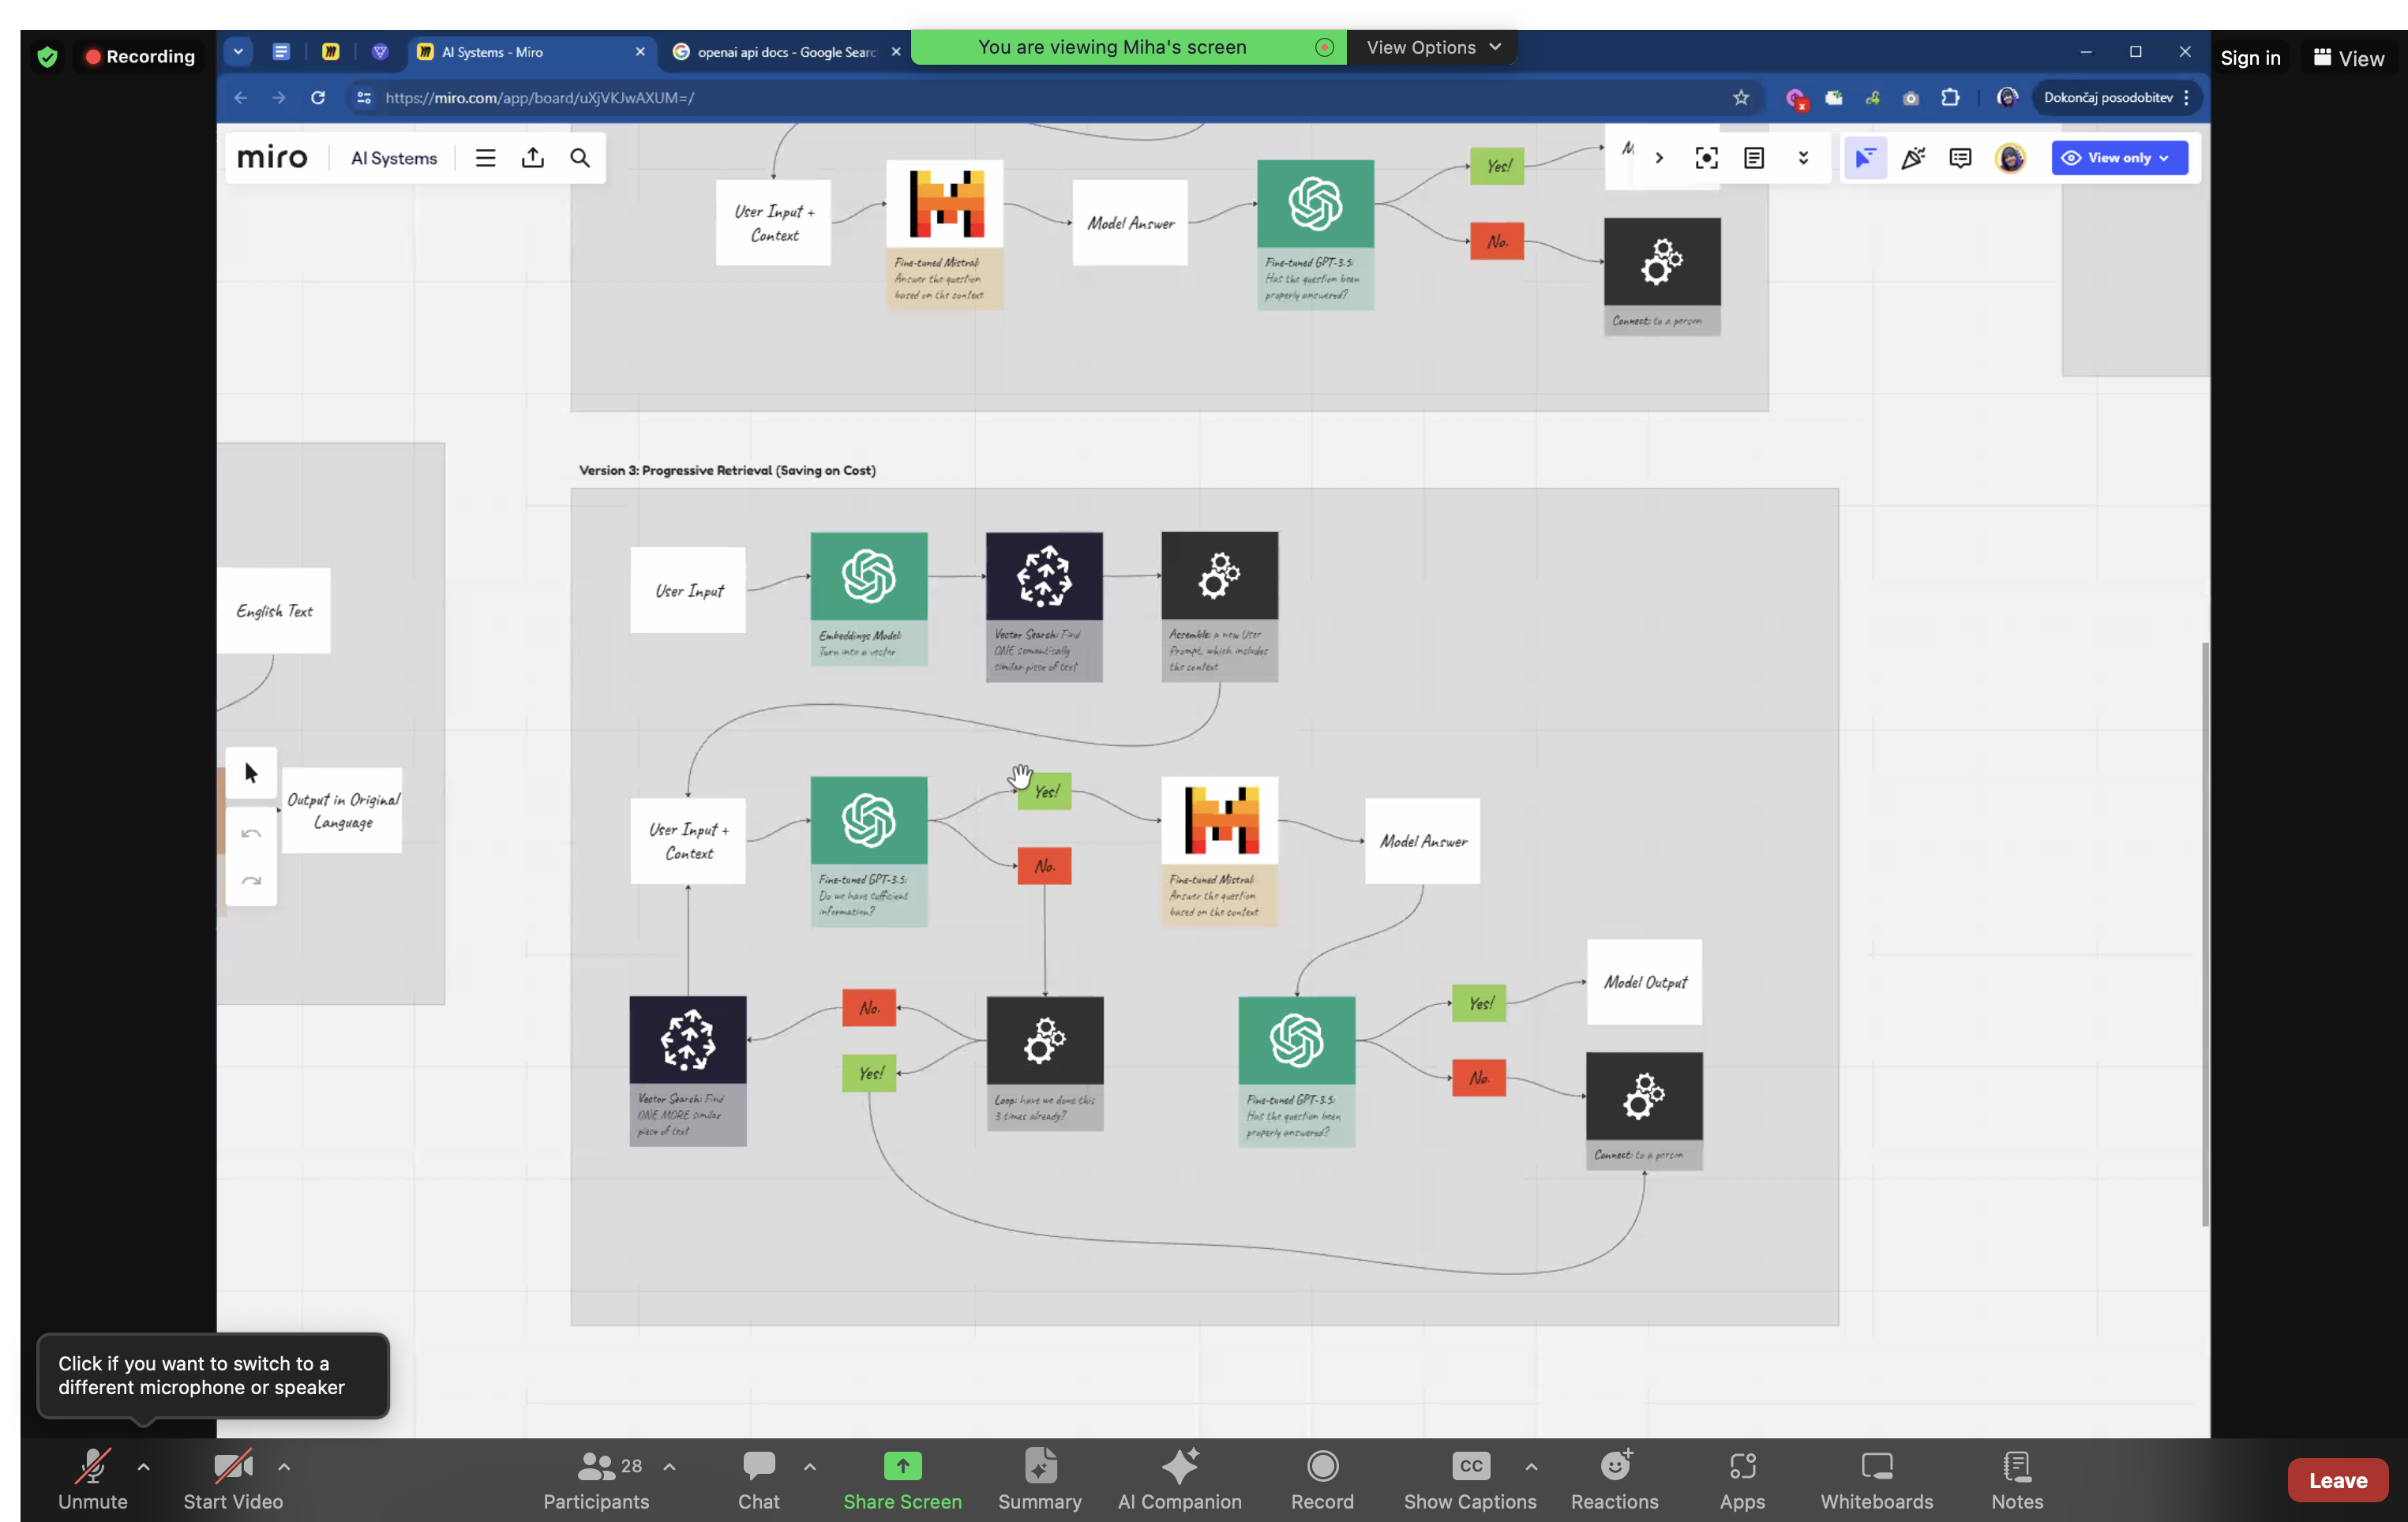 Recording
AI Systems - Miro
openai api docs - Google Searc
You are viewing Miha's screen
View Options
Sign in
View
https://miro.com/app/board/uXjVKJwAXUM=/
Dokončaj posodobitev
miro
AI Systems
View only
User Input +
Context
Fine-tuned Mistral:
Answer the question
based on the context
Model Answer
Fine-tuned GPT-3.5:
Has the question been
properly answered?
Yes!
No.
M
Connect: to a person
Version 3: Progressive Retrieval (Saving on Cost)
User Input
Embeddings Model:
Turn into a vector
Vector Search: Find
ONE semantically
similar piese of text
Assemble: a new User
Prompt, which includes
the context
English Text
Output in Original
Language
User Input +
Context
Fine-tuned GPT-3.5:
Do we have sufficient
information?
Yes!
No.
Fine-tuned Mistral:
Answer the question
based on the context
Model Answer
Vector Search: Find
ONE MORE similar
piese of text
No.
Yes!
Loop: have we done this
3 times already?
Fine-tuned GPT-3.5:
Has the question been
properly answered?
Yes!
No.
Model Output
Connect: to a person
Click if you want to switch to a
different microphone or speaker
Unmute
Start Video
28
Participants
Chat
Share Screen
Summary
AI Companion
Record
CC
Show Captions
Reactions
Apps
Whiteboards
Notes
Leave